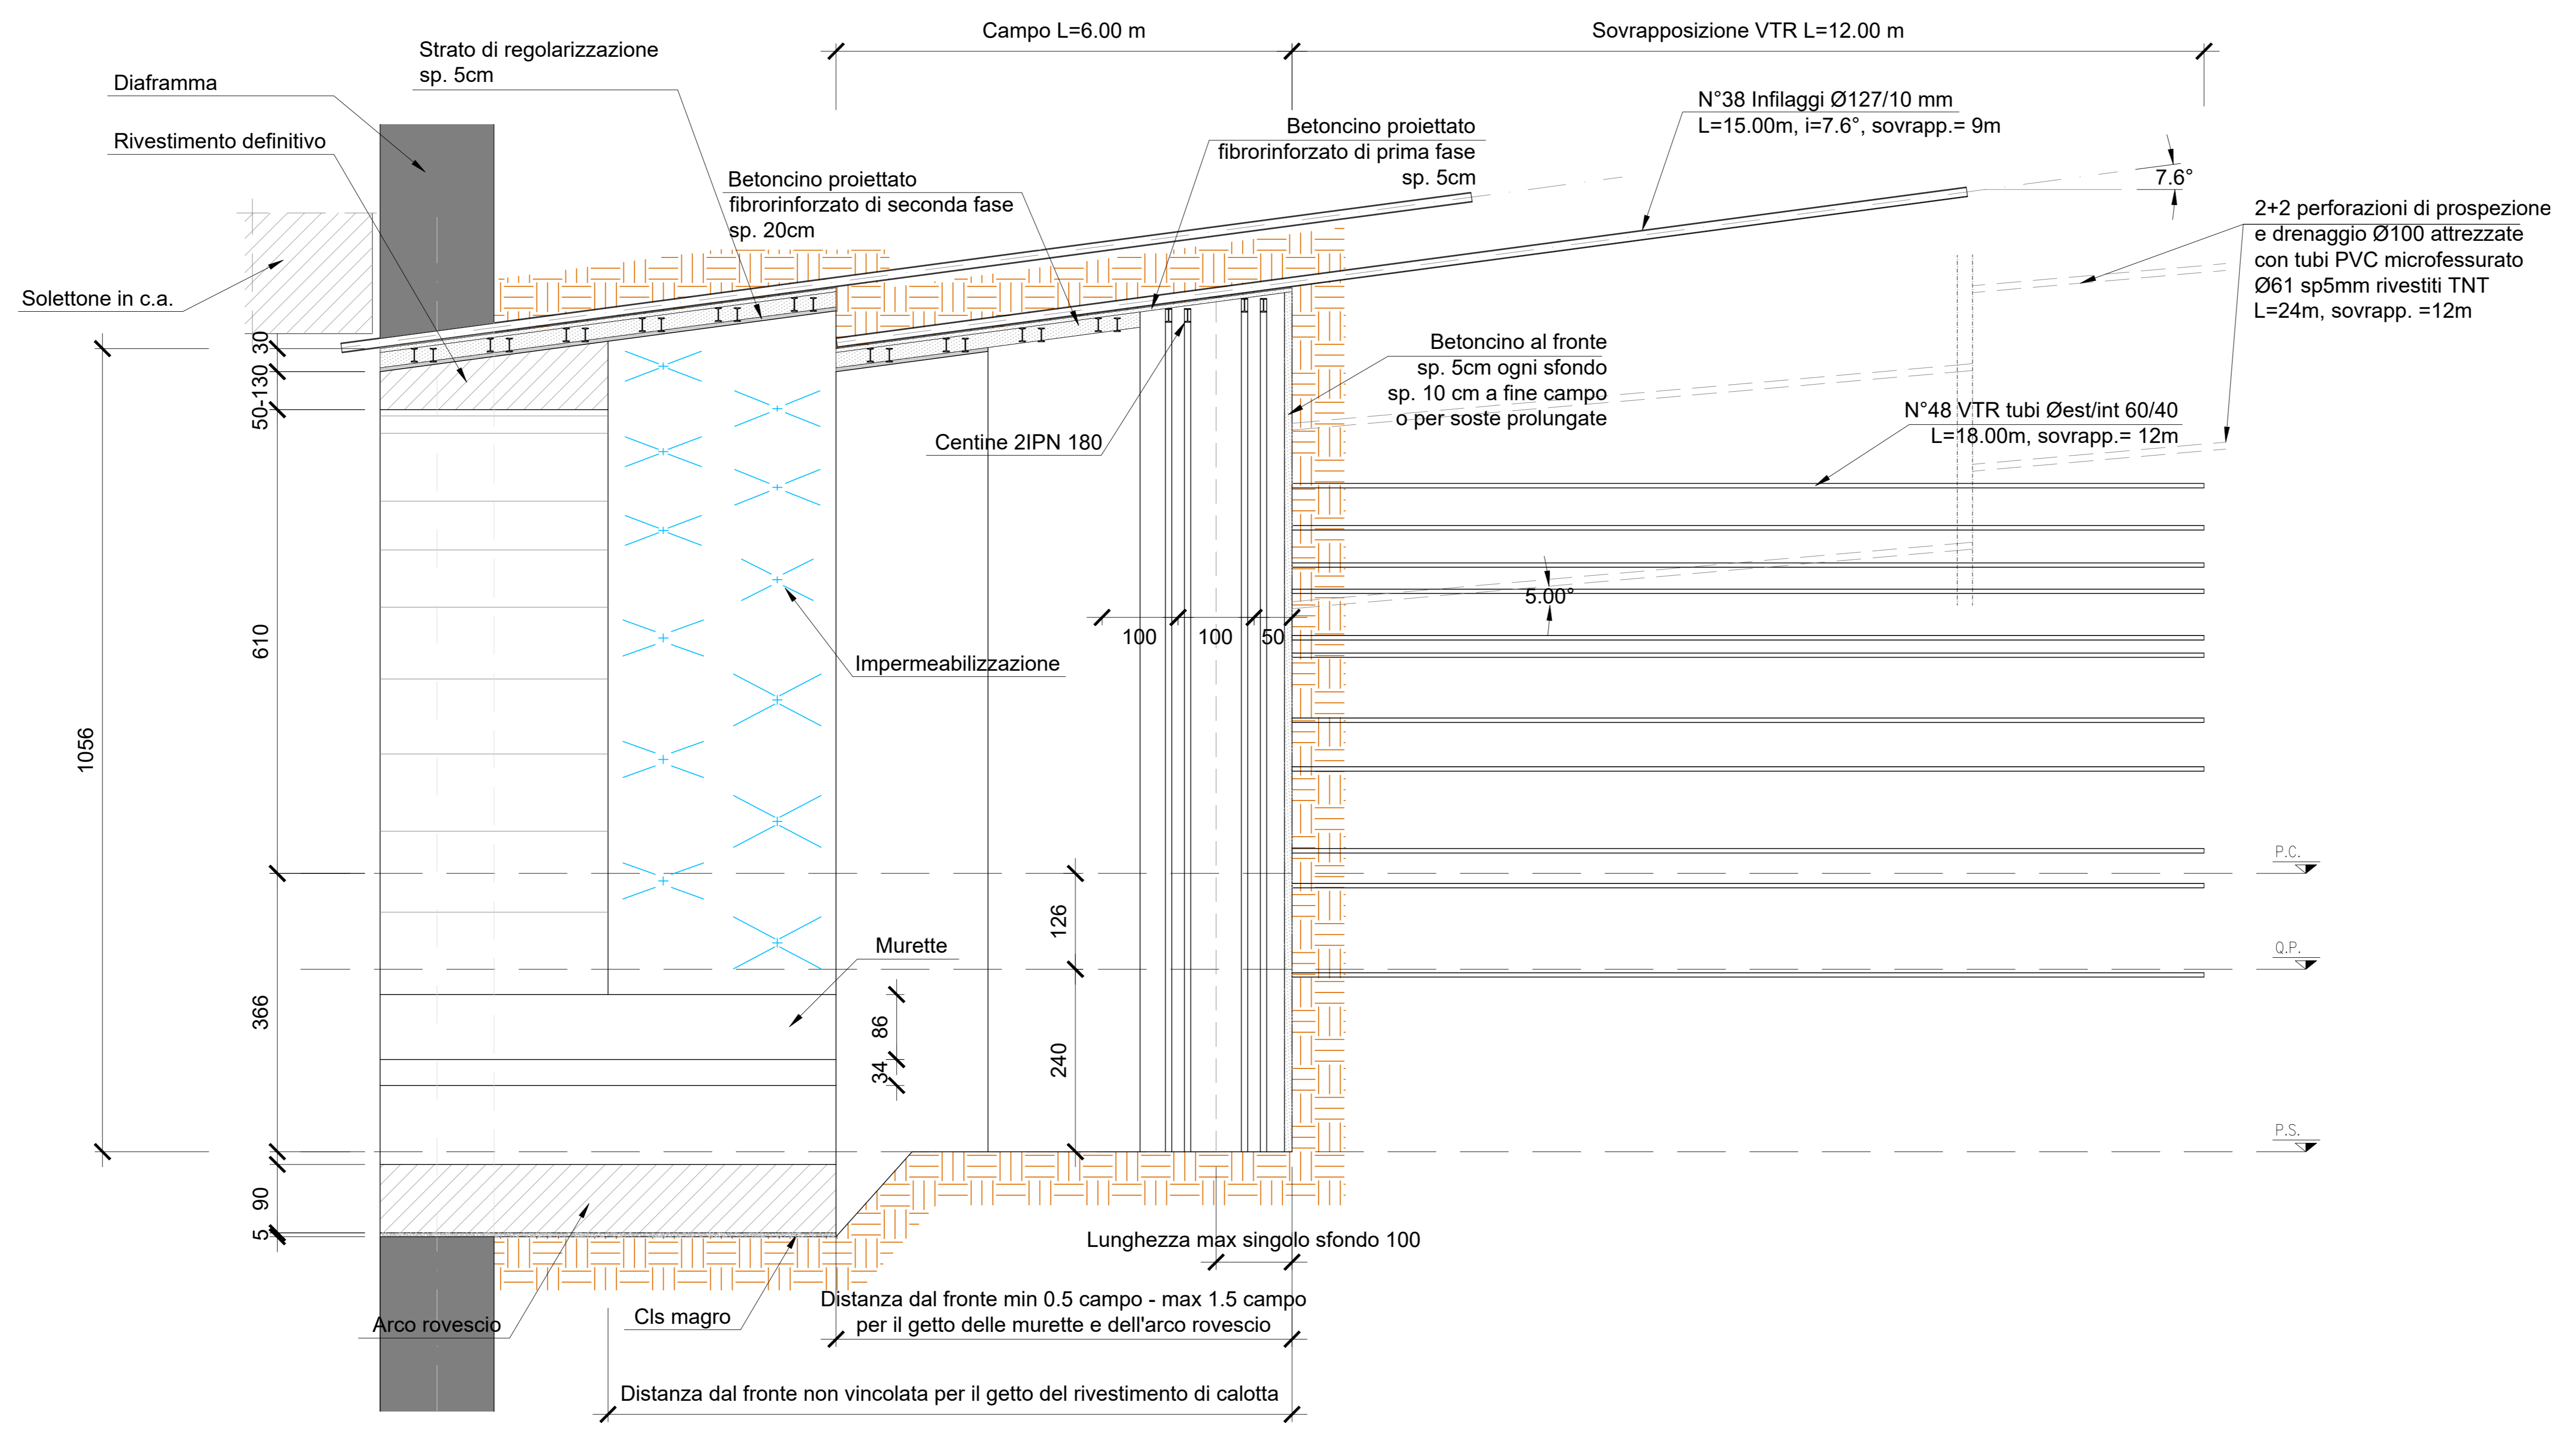 Campo L=6.00 m
Sovrapposizione VTR L=12.00 m
Strato di regolarizzazione
sp. 5cm
Diaframma
Rivestimento definitivo
Solettone in c.a.
Betoncino proiettato
fibrorinforzato di seconda fase
sp. 20cm
Betoncino proiettato
fibrorinforzato di prima fase
sp. 5cm
N°38 Infilaggi Ø127/10 mm
L=15.00m, i=7.6°, sovrapp.= 9m
7.6°
2+2 perforazioni di prospezione
e drenaggio Ø100 attrezzate
con tubi PVC microfessurato
Ø61 sp5mm rivestiti TNT
L=24m, sovrapp. =12m
Betoncino al fronte
sp. 5cm ogni sfondo
sp. 10 cm a fine campo
o per soste prolungate
Centine 2IPN 180
N°48 VTR tubi Øest/int 60/40
L=18.00m, sovrapp.= 12m
30
50-130
610
1056
366
90
5
5.00°
100
100
50
Impermeabilizzazione
126
240
Murette
86
34
P.C.
Q.P.
P.S.
Lunghezza max singolo sfondo 100
Distanza dal fronte min 0.5 campo - max 1.5 campo
per il getto delle murette e dell'arco rovescio
Arco rovescio
Cls magro
Distanza dal fronte non vincolata per il getto del rivestimento di calotta